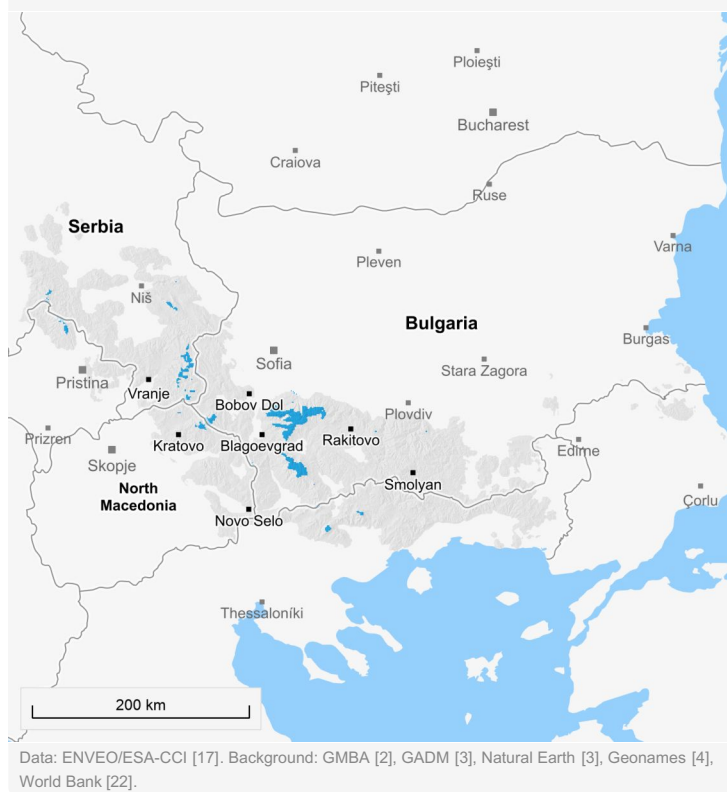 Ploieşti
Piteşti
Bucharest
Craiova
Ruse
Serbia
Varna
Pleven
Niš
Bulgaria
Burgas
Sofia
Stara Zagora
Pristina
Vranje
Bobov Dol
Plovdiv
Prizren
Kratovo
Blagoevgrad
Rakitovo
Edirne
Skopje
Smolyan
North
Macedonia
Çorlu
Novo Selo
Thessaloníki
200 km
Data: ENVEO/ESA-CCI [17]. Background: GMBA [2], GADM [3], Natural Earth [3], Geonames [4],
World Bank [22].